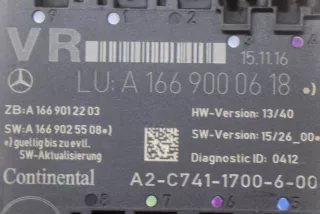 VR
15.11.16
LU: A 166 900 06 18 •)
ZB: A 166 901 22 03
HW-Version: 13/40
SW: A 166 902 55 08 •)
SW-Version: 15/26_00 •)
•) gueltig bis zu evtl.
SW-Aktualisierung
Diagnostic ID: 0412
Continental
A2-C741-1700-6-00